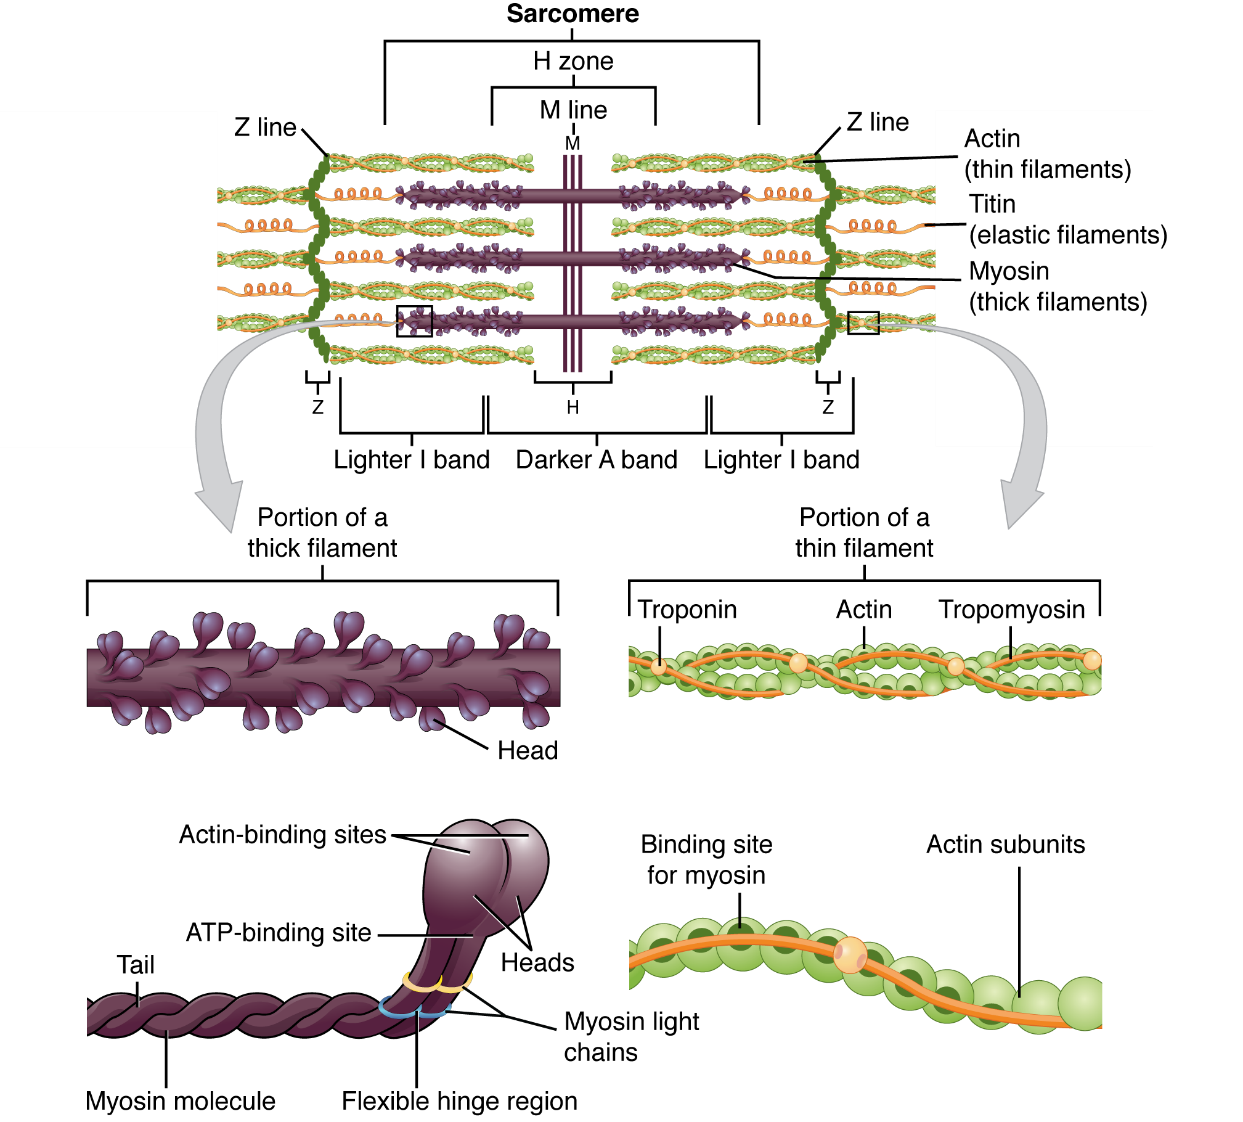 Sarcomere
H zone
M line
M
Z line
Z line
Actin
(thin filaments)
Titin
(elastic filaments)
Myosin
(thick filaments)
Z
H
Z
Lighter I band
Darker A band
Lighter I band
Portion of a
thick filament
Portion of a
thin filament
Troponin
Actin
Tropomyosin
Head
Actin-binding sites
ATP-binding site
Heads
Tail
Myosin light
chains
Myosin molecule
Flexible hinge region
Binding site
for myosin
Actin subunits